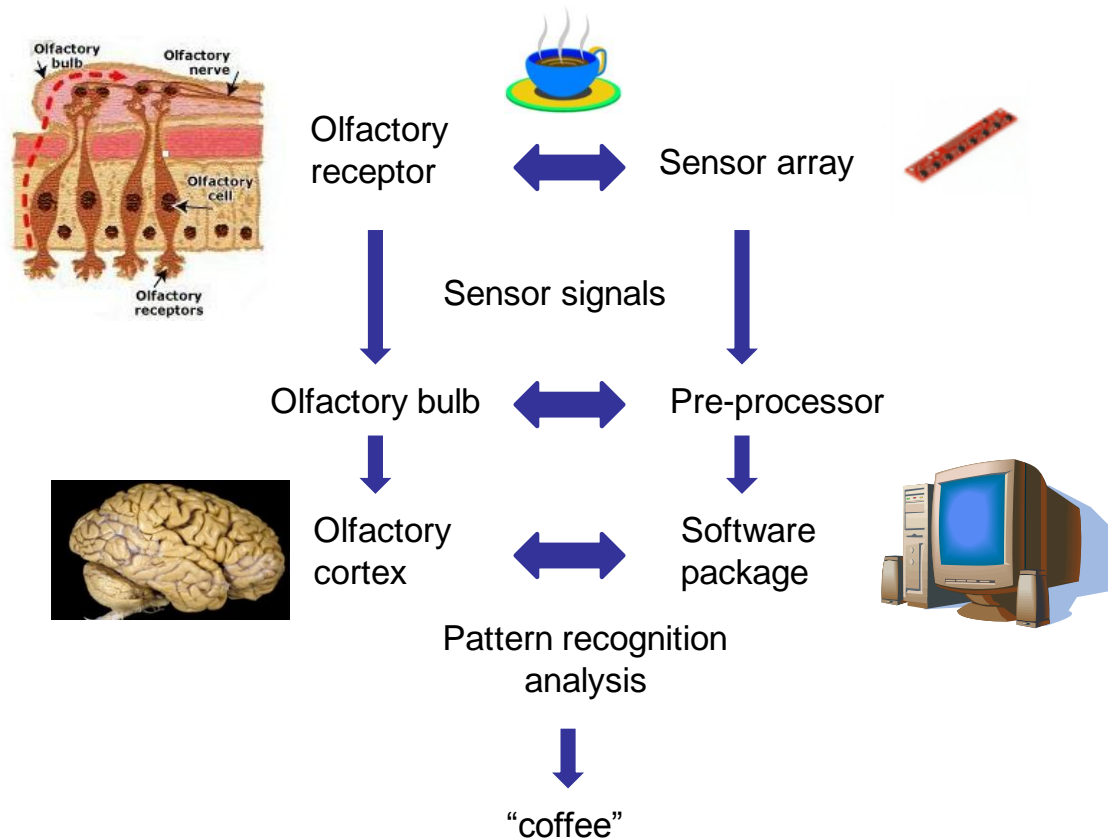 Olfactory
bulb
Olfactory
nerve
Olfactory
cell
Olfactory
receptors
Olfactory
receptor
Sensor array
Sensor signals
Olfactory bulb
Pre-processor
Olfactory
cortex
Software
package
Pattern recognition
analysis
“coffee”